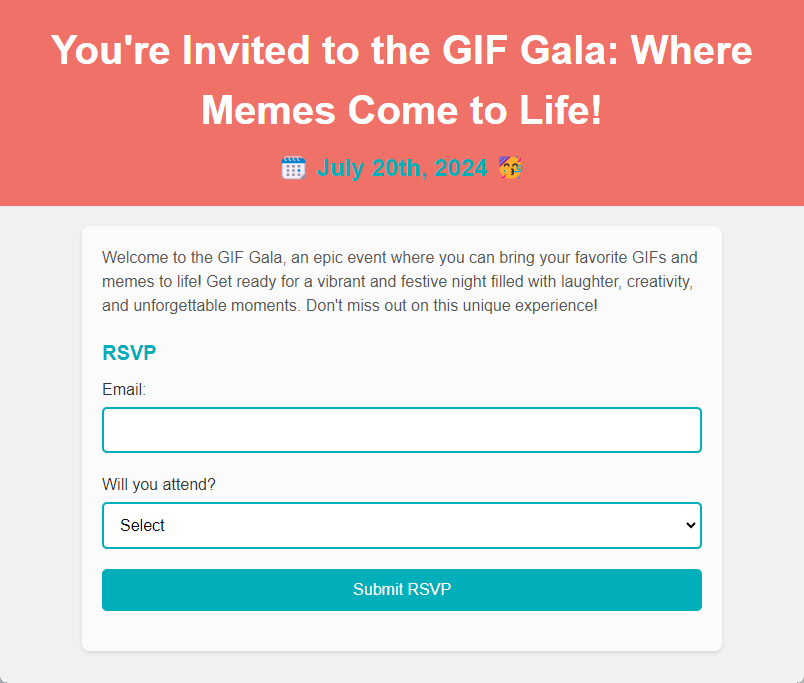 You're Invited to the GIF Gala: Where
Memes Come to Life!
🗓️ July 20th, 2024 🥳
Welcome to the GIF Gala, an epic event where you can bring your favorite GIFs and
memes to life! Get ready for a vibrant and festive night filled with laughter, creativity,
and unforgettable moments. Don't miss out on this unique experience!
RSVP
Email:
Will you attend?
Select
Submit RSVP